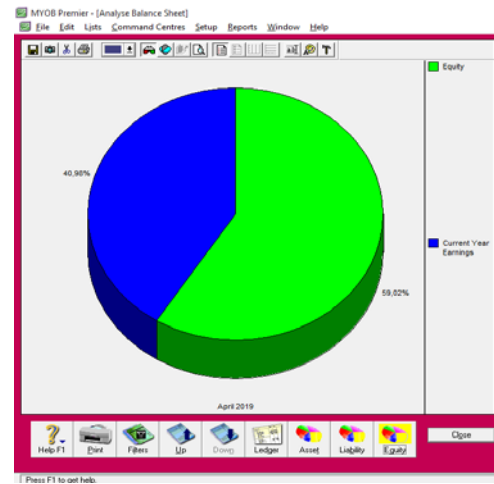 MYOB Premier - [Analyse Balance Sheet]
File Edit Lists Command Centres Setup Reports Window Help
Equity
40,98%
Current Year
Earnings
59,02%
April 2019
Help F1 Print Filters Up Down Ledger Asset Liability Equity
Close
Press F1 to get help.